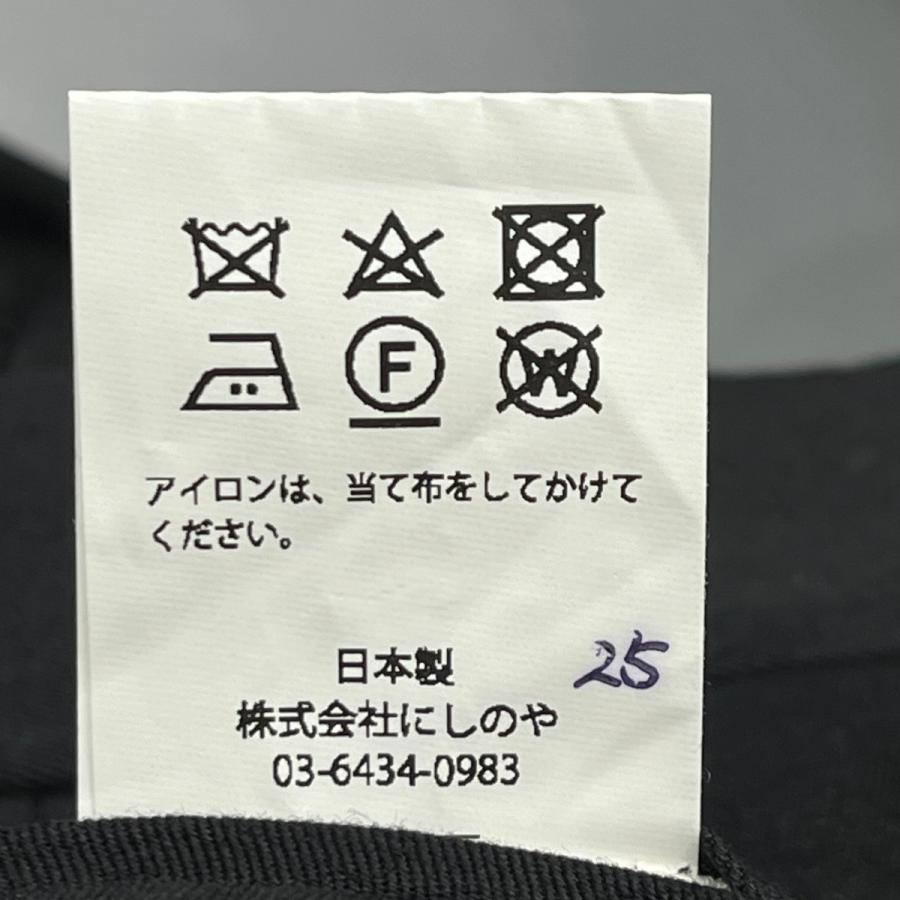 F W
アイロンは、当て布をしてかけて
ください。
日本製 25
株式会社にしのや
03-6434-0983